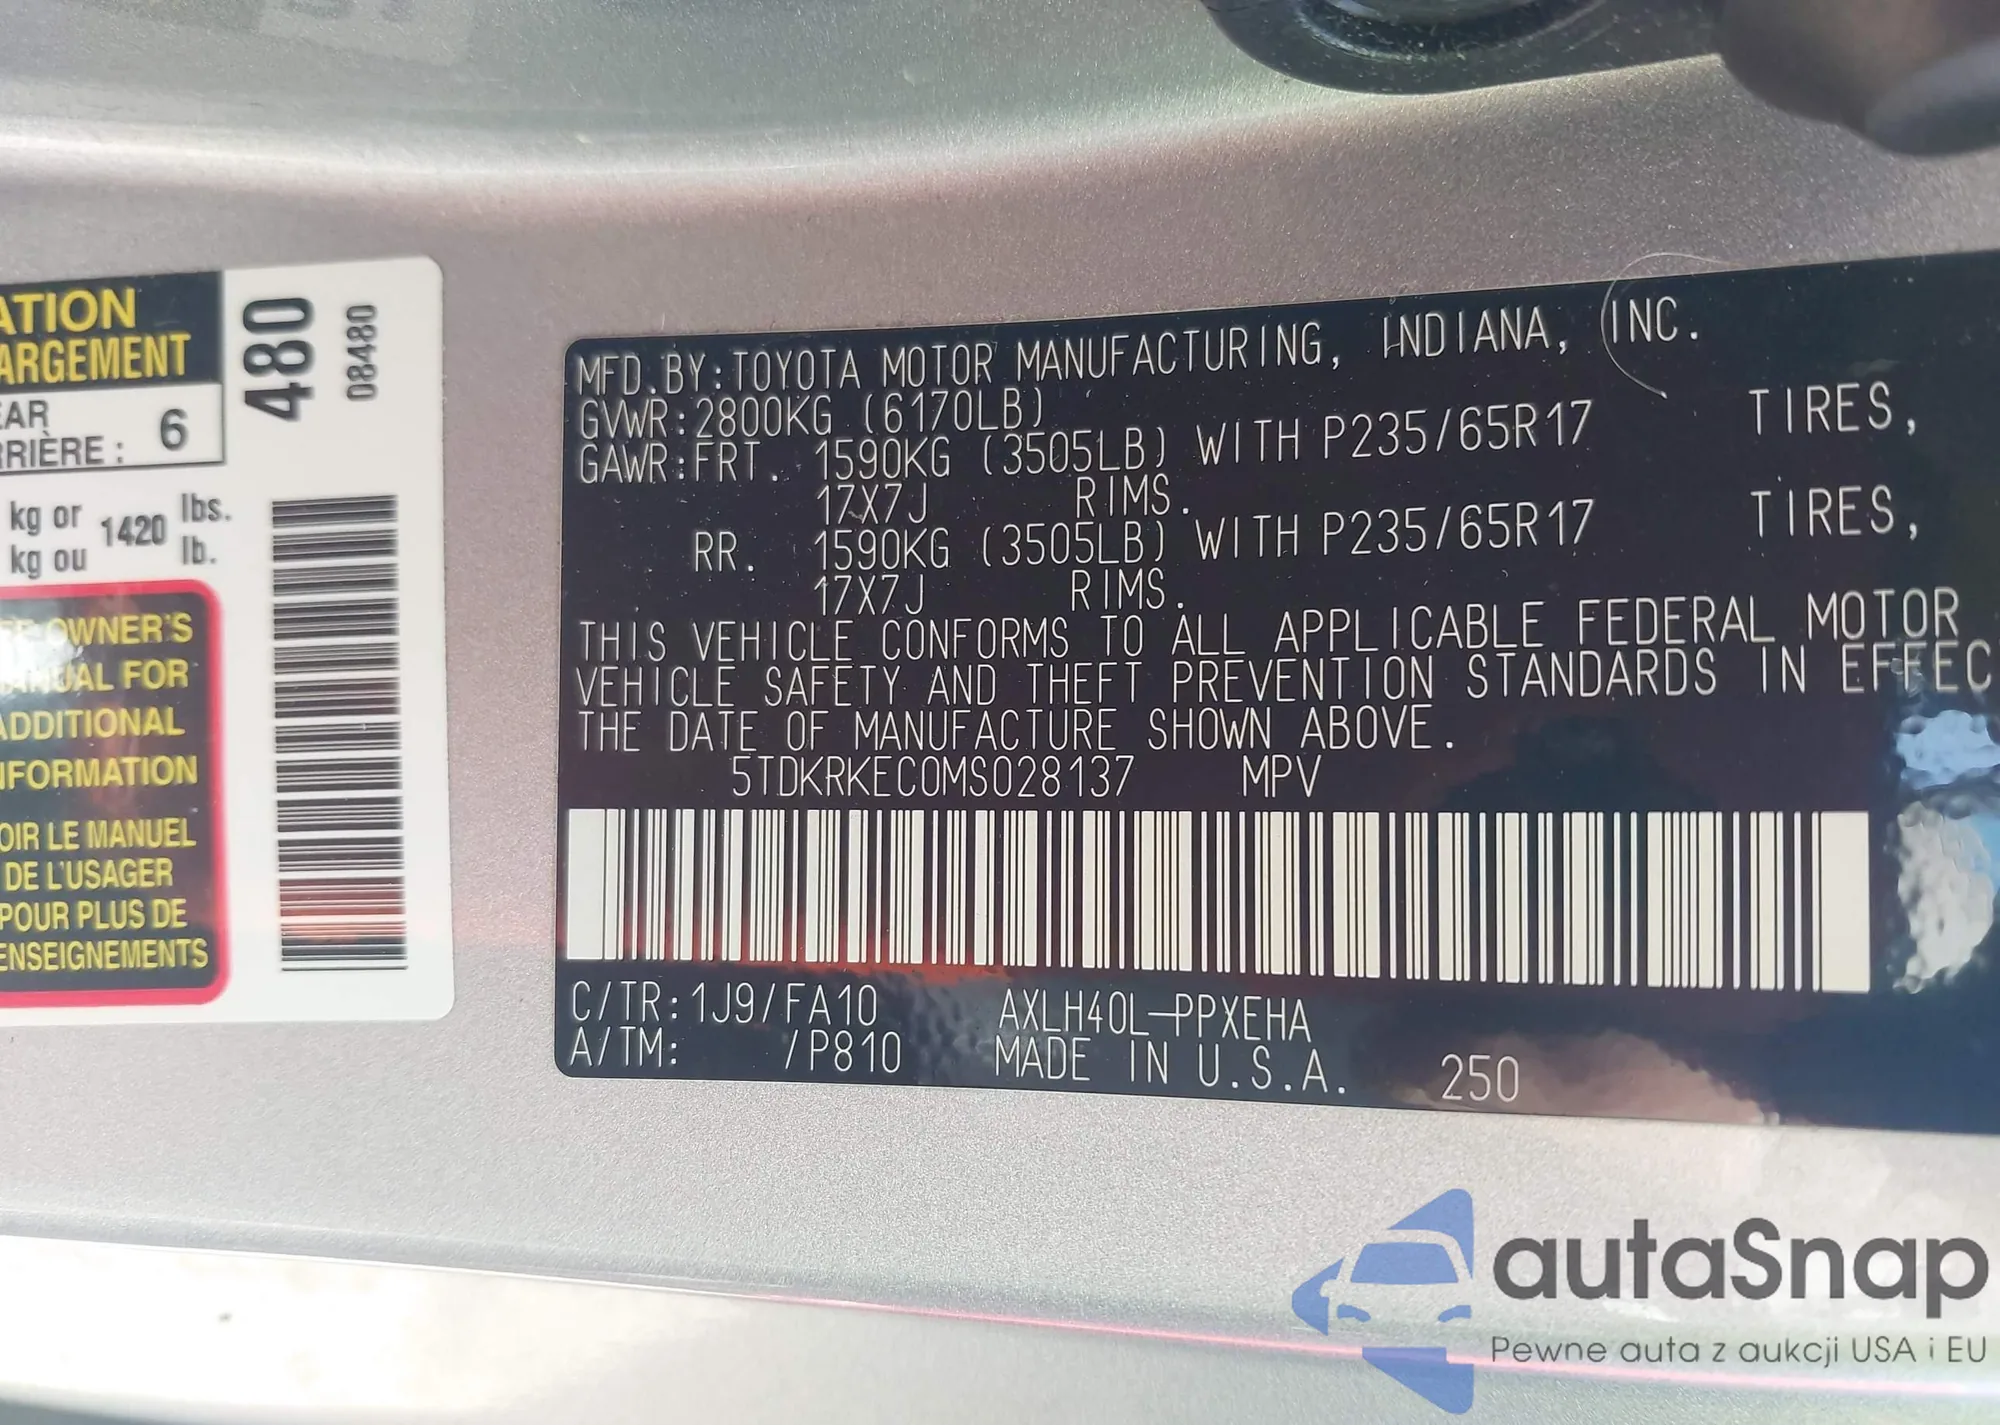 ATION
ARGEMENT
EAR
RRIÈRE : 6
kg or 1420 lbs.
kg ou lb.
OWNER'S
MANUAL FOR
ADDITIONAL
INFORMATION
OIR LE MANUEL
DE L'USAGER
POUR PLUS DE
ENSEIGNEMENTS
480
08480
MFD.BY:TOYOTA MOTOR MANUFACTURING, INDIANA, INC.
GVWR:2800KG (6170LB)
GAWR:FRT. 1590KG (3505LB) WITH P235/65R17 TIRES,
17X7J RIMS.
RR. 1590KG (3505LB) WITH P235/65R17 TIRES,
17X7J RIMS.
THIS VEHICLE CONFORMS TO ALL APPLICABLE FEDERAL MOTOR
VEHICLE SAFETY AND THEFT PREVENTION STANDARDS IN EFFEC
THE DATE OF MANUFACTURE SHOWN ABOVE.
5TDKRKEC0MS028137 MPV
C/TR:1J9/FA10 AXLH40L-PPXEHA
A/TM: /P810 MADE IN U.S.A. 250
autaSnap
Pewne auta z aukcji USA i EU